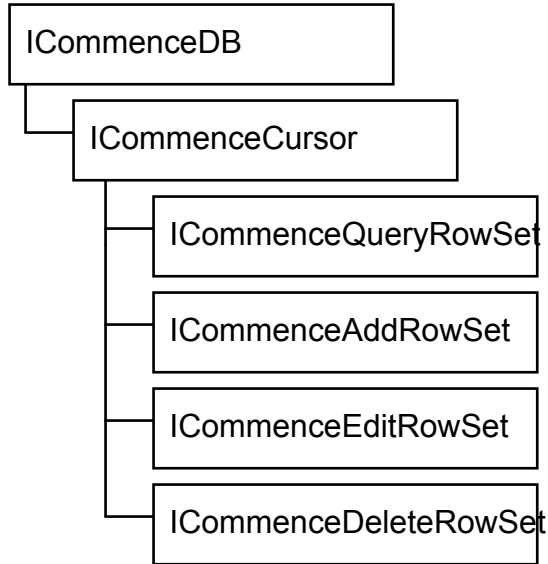 ICommenceDB
ICommenceCursor
ICommenceQueryRowSet
ICommenceAddRowSet
ICommenceEditRowSet
ICommenceDeleteRowSet